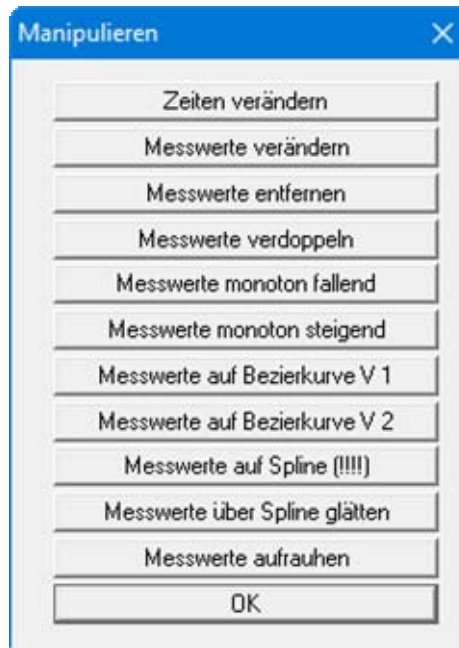 Manipulieren
Zeiten verändern
Messwerte verändern
Messwerte entfernen
Messwerte verdoppeln
Messwerte monoton fallend
Messwerte monoton steigend
Messwerte auf Bezierkurve V 1
Messwerte auf Bezierkurve V 2
Messwerte auf Spline (!!!!)
Messwerte über Spline glätten
Messwerte aufrauhen
OK